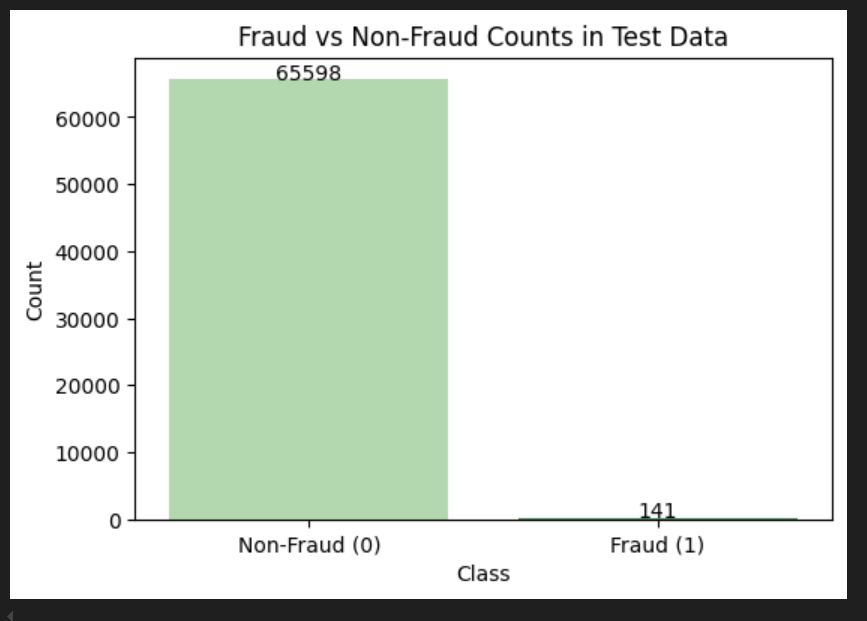 Fraud vs Non-Fraud Counts in Test Data
65598
60000
50000
40000
30000
20000
10000
0
Count
141
Non-Fraud (0) Fraud (1)
Class